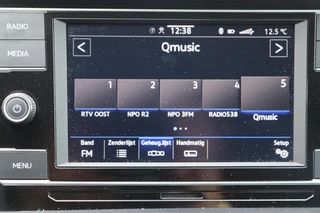 RADIO
MEDIA
MENU
12:38
12.5 °C
Qmusic
1 2 3 4 5
RTV OOST NPO R2 NPO 3FM RADIO538 Qmusic
Band Zenderlijst Geheug.lijst Handmatig Setup
FM